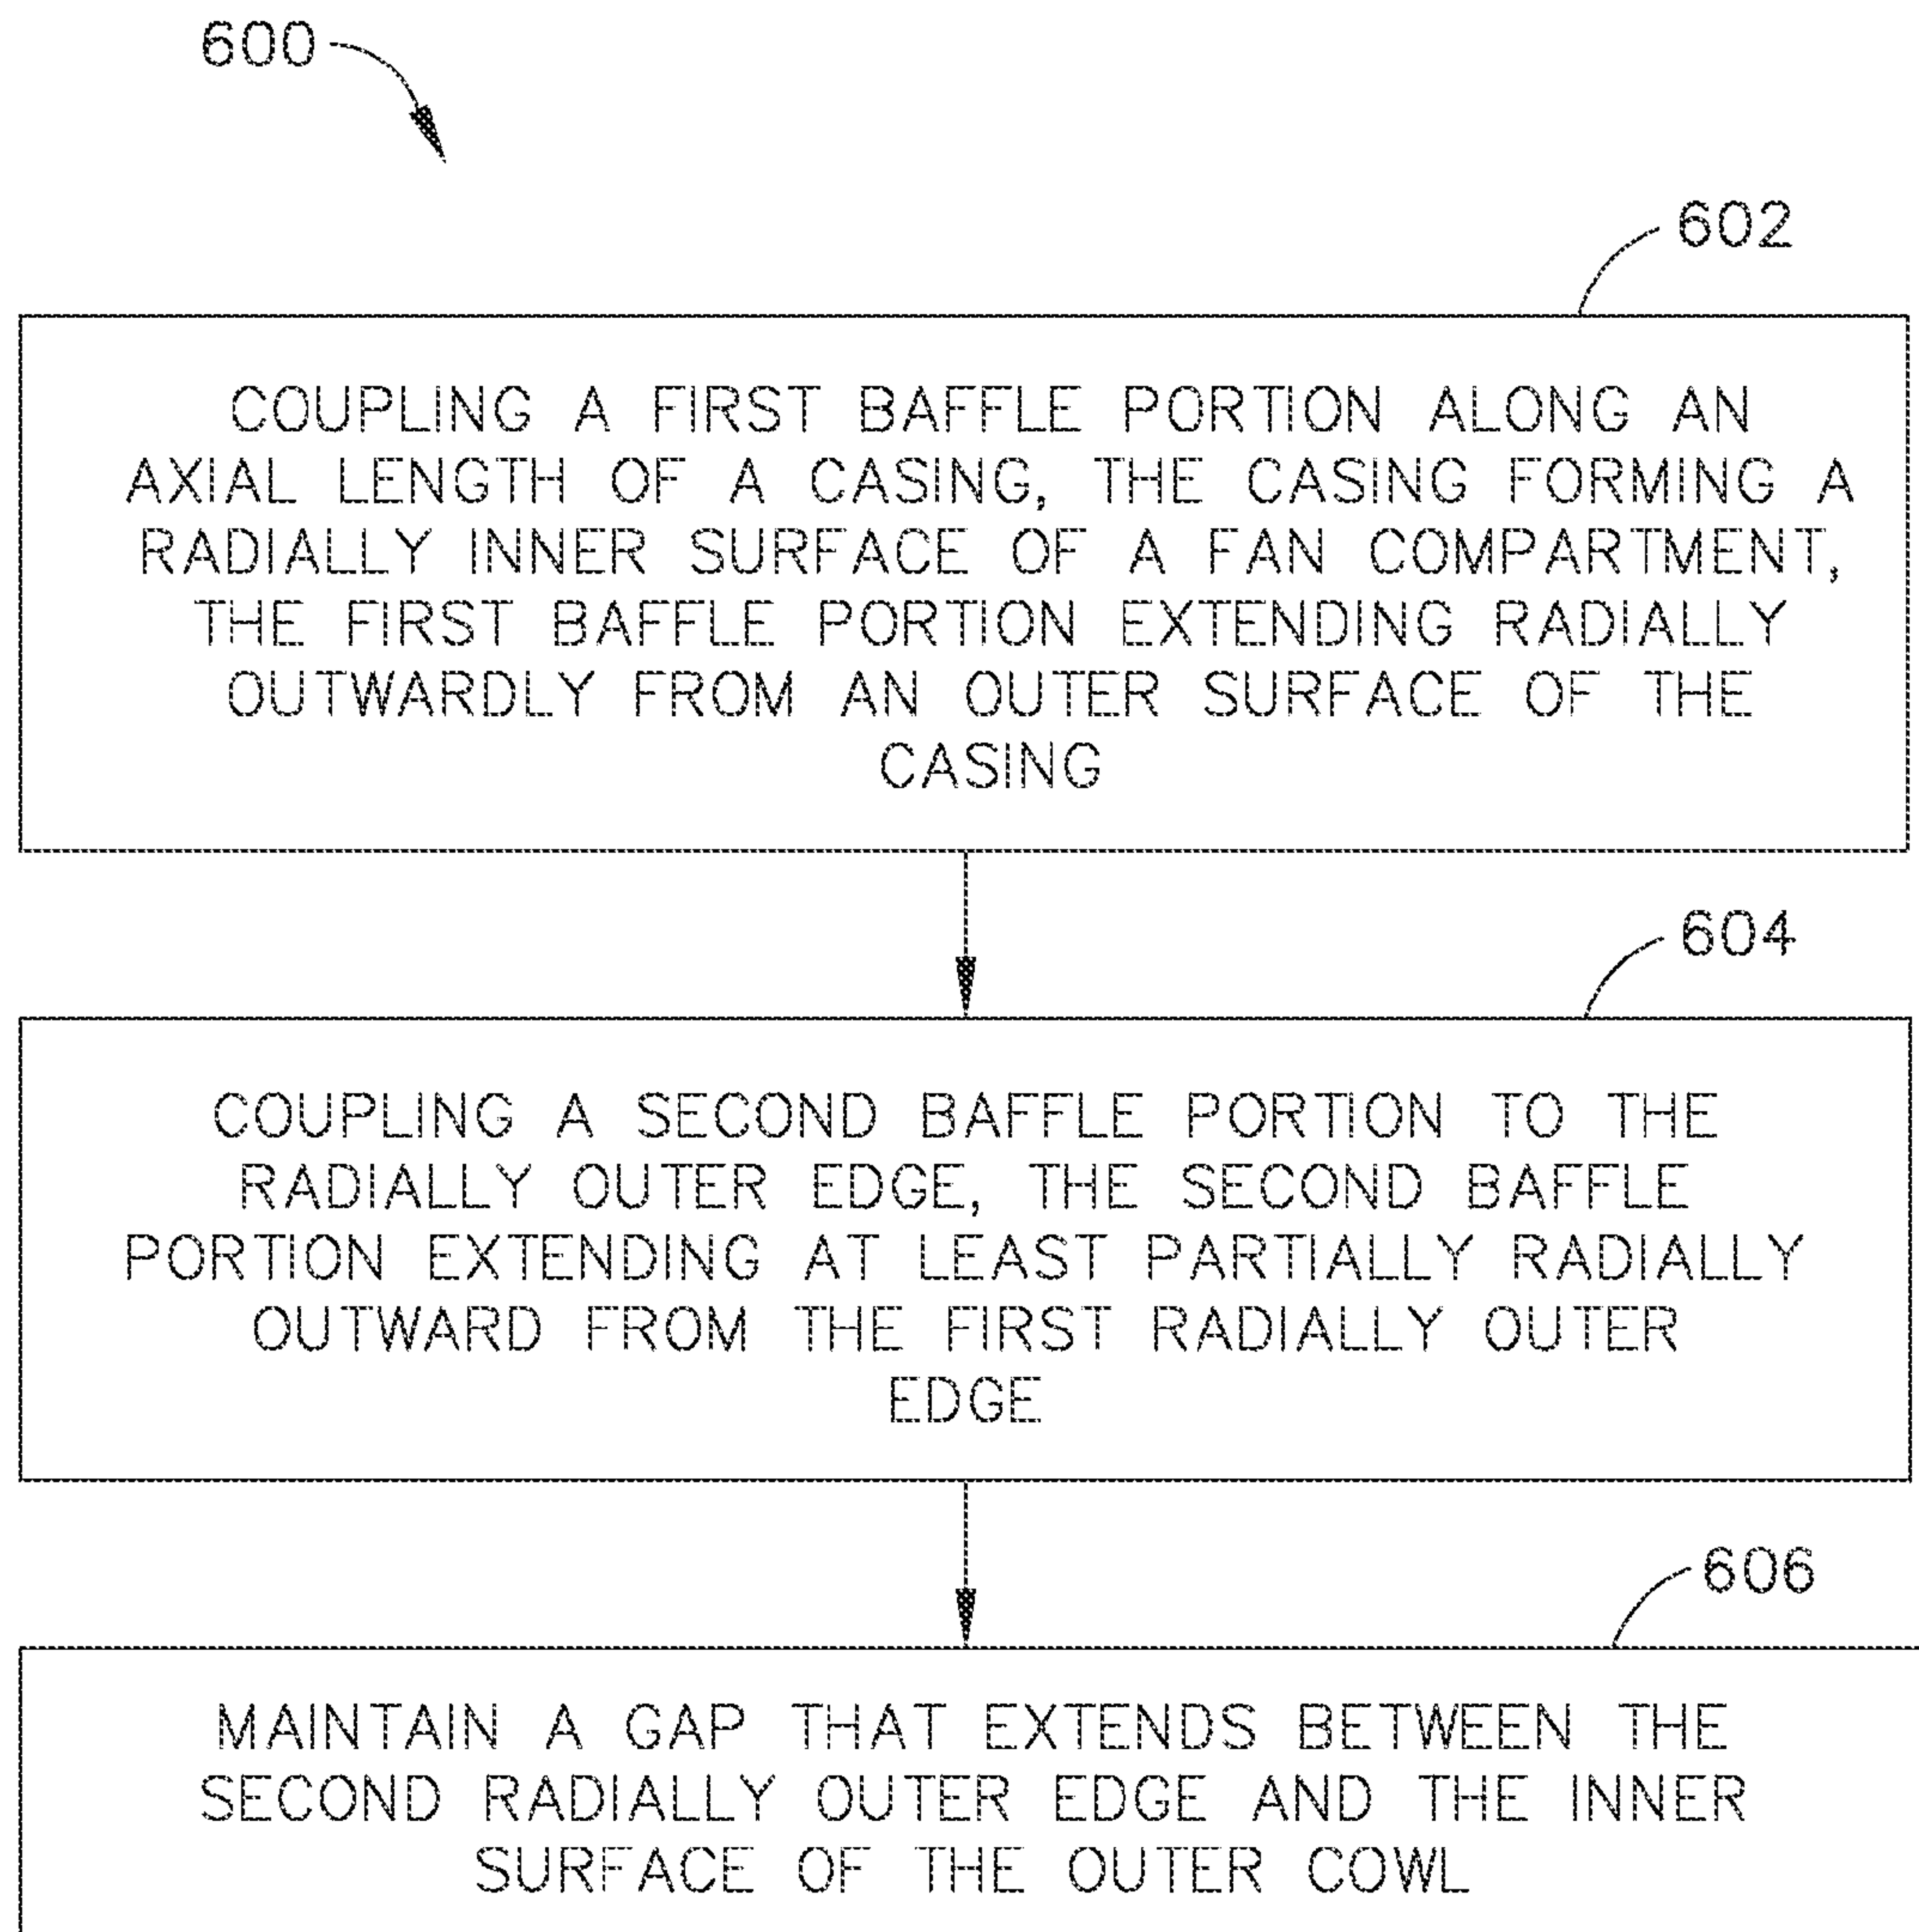 600
602
COUPLING A FIRST BAFFLE PORTION ALONG AN
AXIAL LENGTH OF A CASING, THE CASING FORMING A
RADIALLY INNER SURFACE OF A FAN COMPARTMENT,
THE FIRST BAFFLE PORTION EXTENDING RADIALLY
OUTWARDLY FROM AN OUTER SURFACE OF THE
CASING
604
COUPLING A SECOND BAFFLE PORTION TO THE
RADIALLY OUTER EDGE, THE SECOND BAFFLE
PORTION EXTENDING AT LEAST PARTIALLY RADIALLY
OUTWARD FROM THE FIRST RADIALLY OUTER
EDGE
606
MAINTAIN A GAP THAT EXTENDS BETWEEN THE
SECOND RADIALLY OUTER EDGE AND THE INNER
SURFACE OF THE OUTER COWL